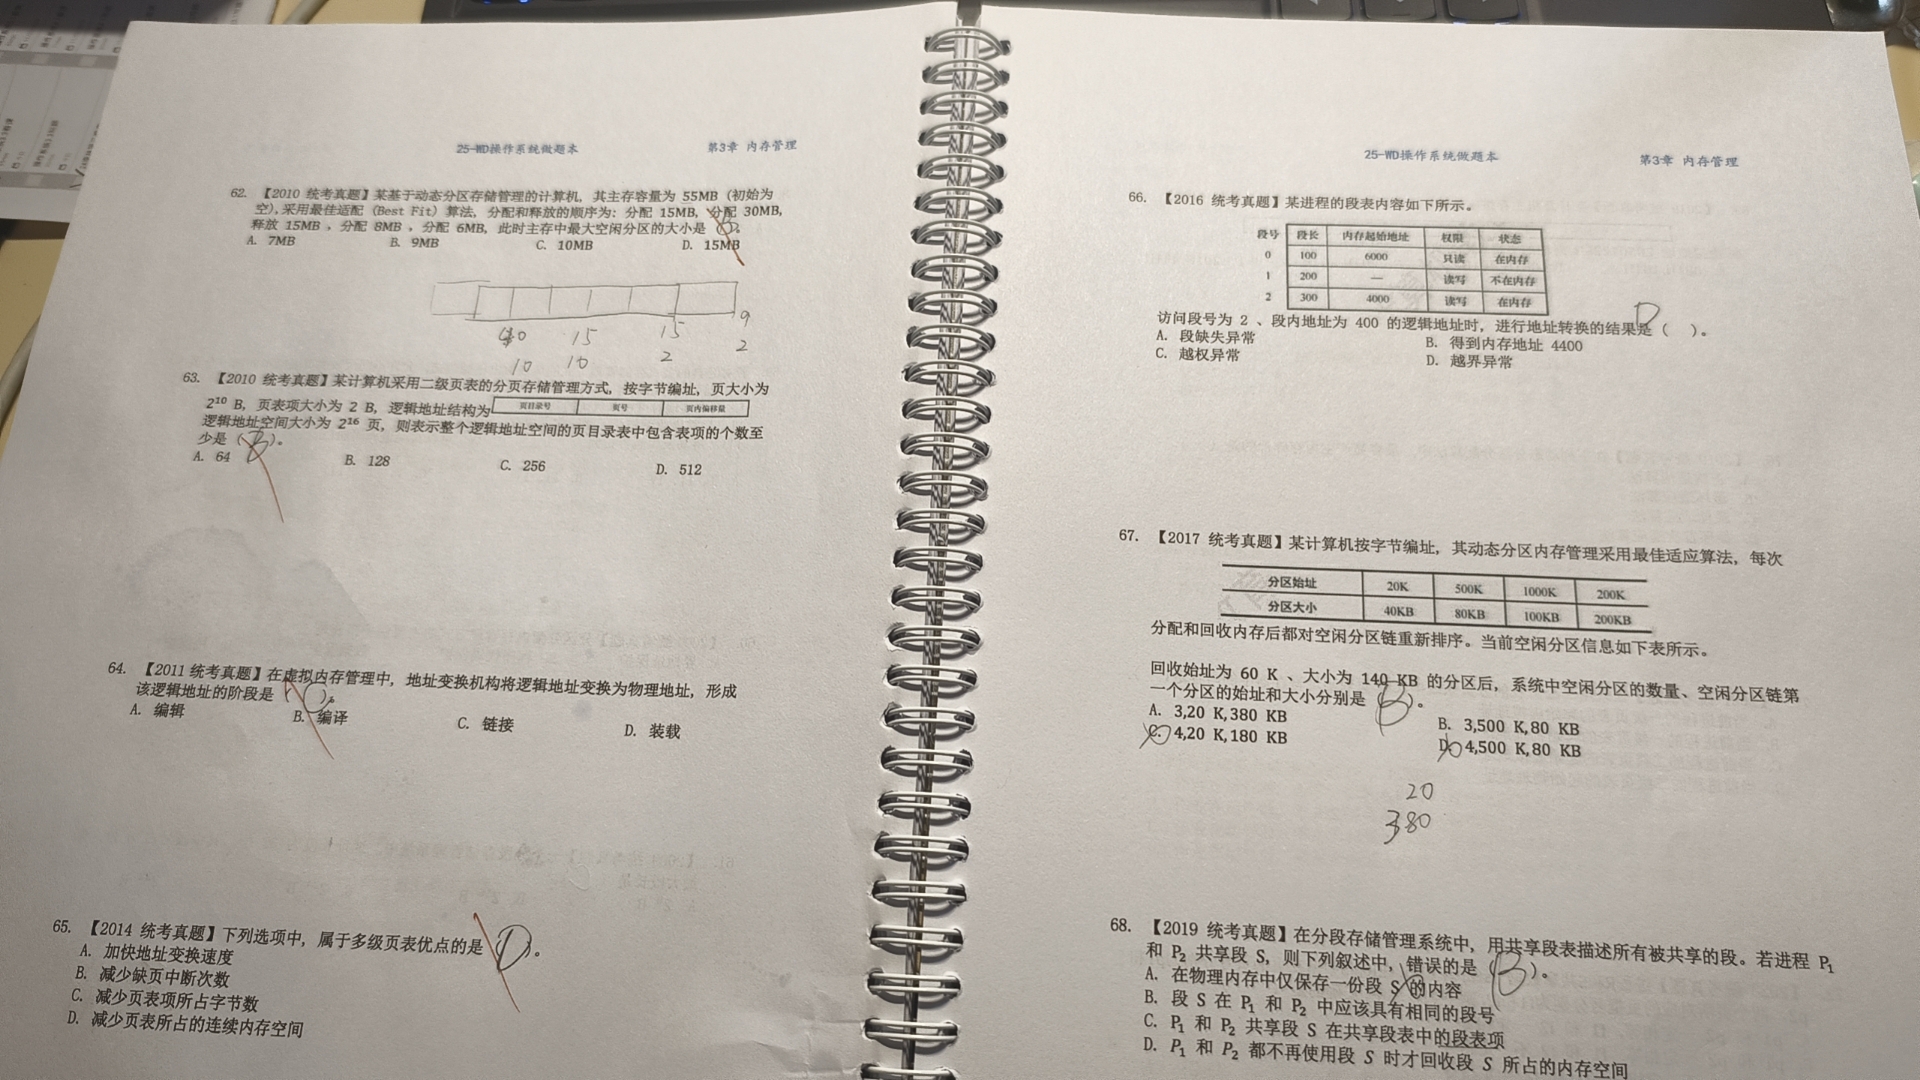 25-WD操作系统做题本 第3章 内存管理
62. 【2010 统考真题】某基于动态分区存储管理的计算机，其主存容量为 55MB（初始为
空），采用最佳适配（Best Fit）算法，分配和释放的顺序为：分配 15MB，分配 30MB，
释放 15MB ，分配 8MB ，分配 6MB，此时主存中最大空闲分区的大小是（ ）。
A. 7MB B. 9MB C. 10MB D. 15MB
15 15 9
10 10 2 2
63. 【2010 统考真题】某计算机采用二级页表的分页存储管理方式，按字节编址，页大小为
2¹⁰ B，页表项大小为 2 B，逻辑地址结构为 页目录号 页号 页内偏移量
逻辑地址空间大小为 2¹⁶ 页，则表示整个逻辑地址空间的页目录表中包含表项的个数至
少是（ B ）。
A. 64 B. 128 C. 256 D. 512
64. 【2011 统考真题】在虚拟内存管理中，地址变换机构将逻辑地址变换为物理地址，形成
该逻辑地址的阶段是（ C ）。
A. 编辑 B. 编译 C. 链接 D. 装载
65. 【2014 统考真题】下列选项中，属于多级页表优点的是（ D ）。
A. 加快地址变换速度
B. 减少缺页中断次数
C. 减少页表项所占字节数
D. 减少页表所占的连续内存空间
25-WD操作系统做题本 第3章 内存管理
66. 【2016 统考真题】某进程的段表内容如下所示。
段号 段长 内存起始地址 权限 状态
0 100 6000 只读 在内存
1 200 — 读写 不在内存
2 300 4000 读写 在内存
访问段号为 2 、段内地址为 400 的逻辑地址时，进行地址转换的结果是（ D ）。
A. 段缺失异常 B. 得到内存地址 4400
C. 越权异常 D. 越界异常
67. 【2017 统考真题】某计算机按字节编址，其动态分区内存管理采用最佳适应算法，每次
分区始址 20K 500K 1000K 200K
分区大小 40KB 80KB 100KB 200KB
分配和回收内存后都对空闲分区链重新排序。当前空闲分区信息如下表所示。
回收始址为 60 K 、大小为 140 KB 的分区后，系统中空闲分区的数量、空闲分区链第
一个分区的始址和大小分别是（ B ）。
A. 3,20 K,380 KB B. 3,500 K,80 KB
C. 4,20 K,180 KB D. 4,500 K,80 KB
20
380
68. 【2019 统考真题】在分段存储管理系统中，用共享段表描述所有被共享的段。若进程 P₁
和 P₂ 共享段 S，则下列叙述中，错误的是（ B ）。
A. 在物理内存中仅保存一份段 S 的内容
B. 段 S 在 P₁ 和 P₂ 中应该具有相同的段号
C. P₁ 和 P₂ 共享段 S 在共享段表中的段表项
D. P₁ 和 P₂ 都不再使用段 S 时才回收段 S 所占的内存空间